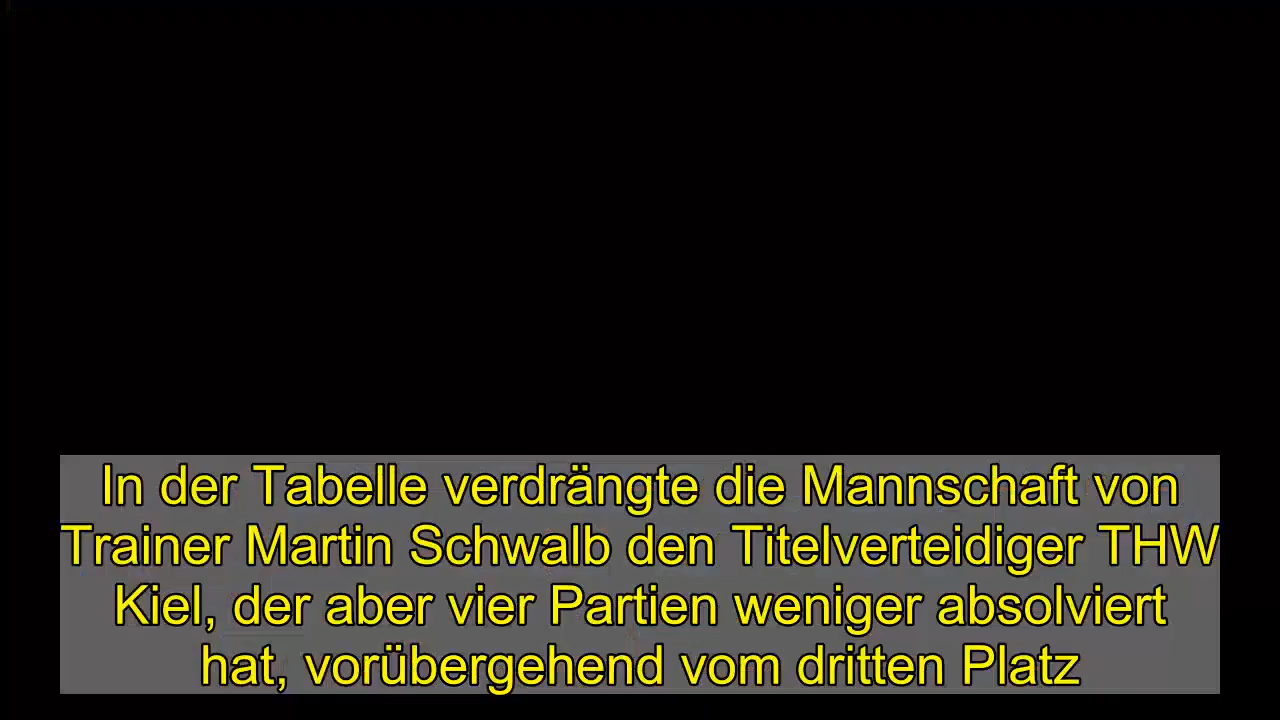 In der Tabelle verdrängte die Mannschaft von
Trainer Martin Schwalb den Titelverteidiger THW
Kiel, der aber vier Partien weniger absolviert
hat, vorübergehend vom dritten Platz